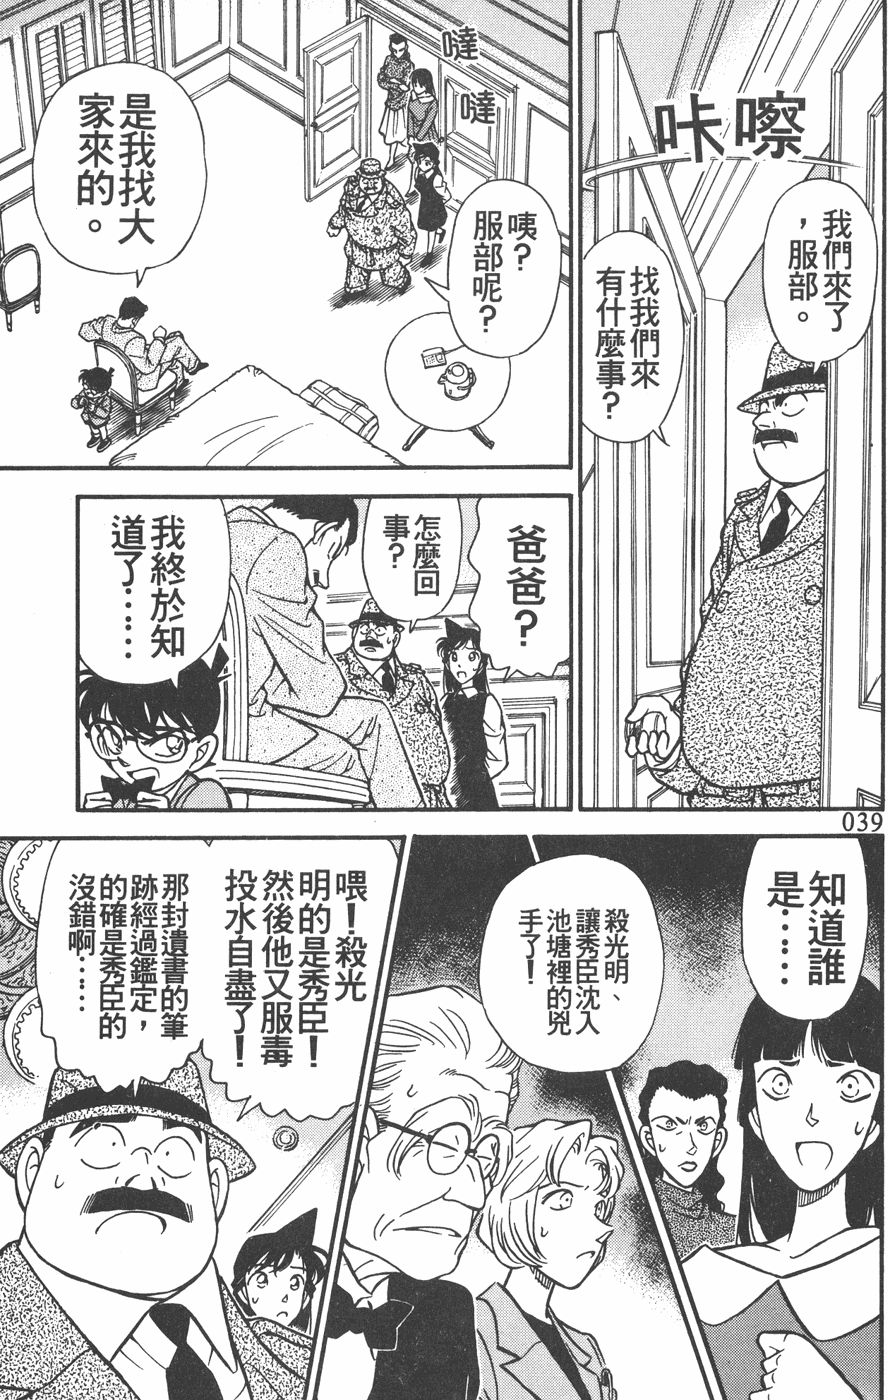 咔嚓
我們來了
，服部。
找我們來
有什麼事？
噠
噠
咦？
服部呢？
是我找大
家來的。
爸爸？
怎麼回
事？
我終於知
道了……
039
知道誰
是……
殺光明、
讓秀臣沈入
池塘裡的兇
手了！
喂！殺光
明的是秀臣！
然後他又服毒
投水自盡了！
那封遺書的筆
跡經過鑑定，
的確是秀臣的
沒錯啊……